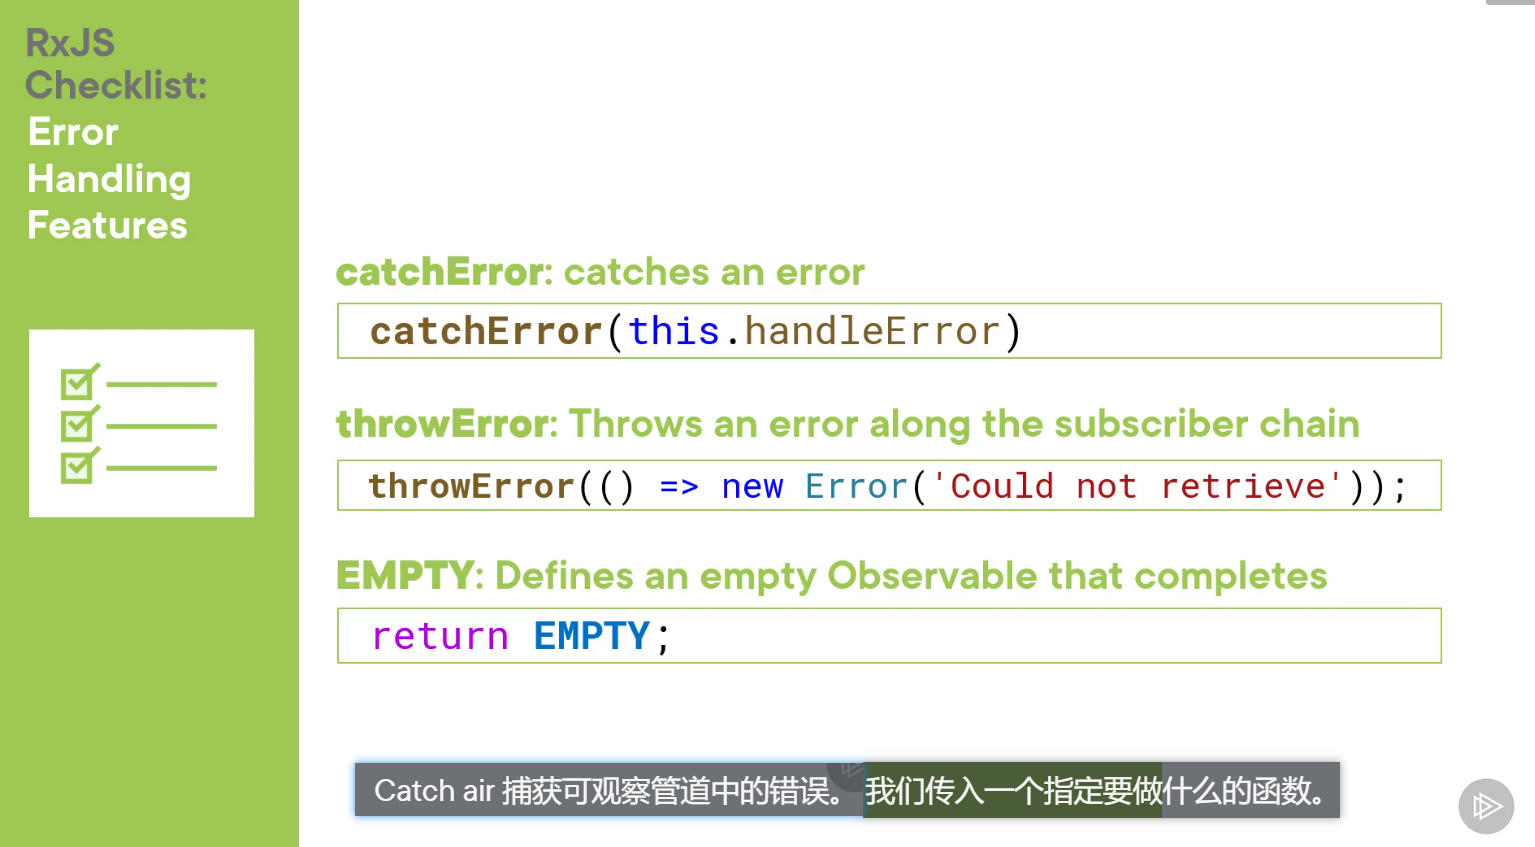 RxJS
Checklist:
Error
Handling
Features
catchError: catches an error
catchError(this.handleError)
throwError: Throws an error along the subscriber chain
throwError(() => new Error('Could not retrieve'));
EMPTY: Defines an empty Observable that completes
return EMPTY;
Catch air 捕获可观察管道中的错误。我们传入一个指定要做什么的函数。